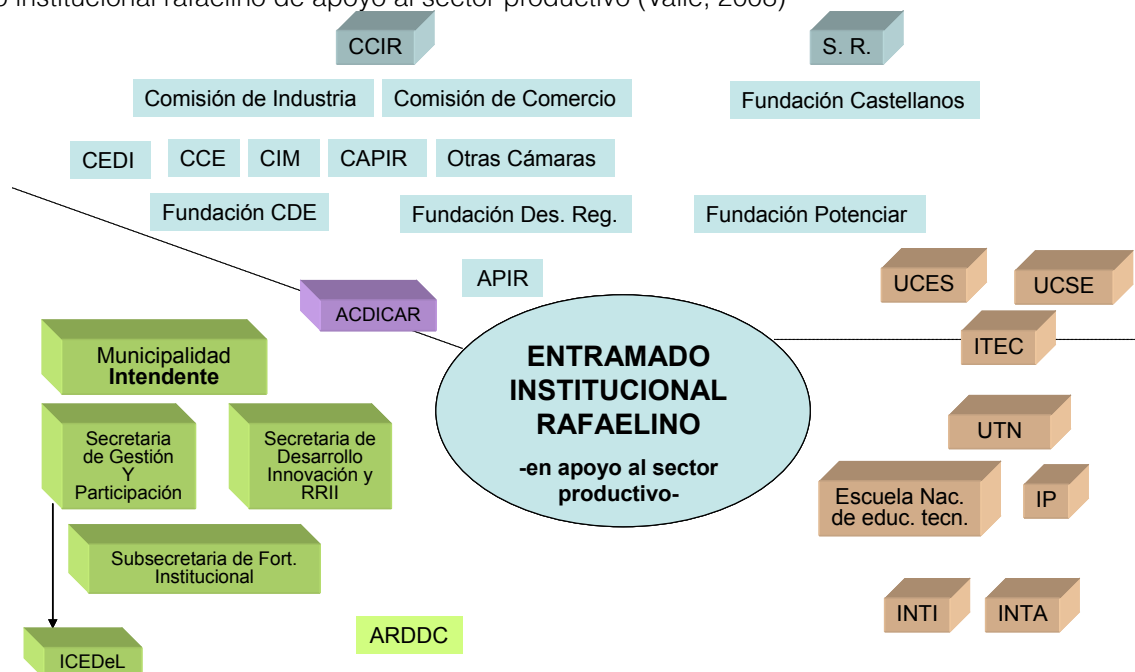 institucional rafaelino de apoyo al sector productivo (Valle, 2008)
CCIR
S. R.
Comisión de Industria
Comisión de Comercio
Fundación Castellanos
CEDI
CCE
CIM
CAPIR
Otras Cámaras
Fundación CDE
Fundación Des. Reg.
Fundación Potenciar
APIR
UCES
UCSE
ACDICAR
ITEC
Municipalidad
Intendente
ENTRAMADO
INSTITUCIONAL
RAFAELINO
-en apoyo al sector
productivo-
Secretaria
de Gestión
Y
Participación
Secretaria de
Desarrollo
Innovación y
RRII
UTN
Escuela Nac.
de educ. tecn.
IP
Subsecretaria de Fort.
Institucional
INTI
INTA
ARDDC
ICEDeL